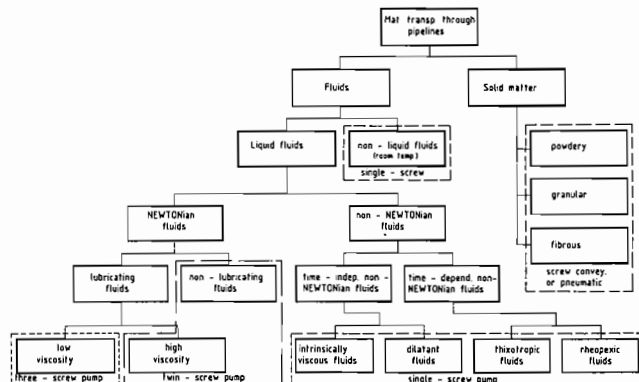 Mat transp through
pipelines
Fluids
Solid matter
Liquid fluids
non - liquid fluids
(room temp)
single - screw
powdery
granular
fibrous
screw convey.
or pneumatic
NEWTONian
fluids
non - NEWTONian
fluids
lubricating
fluids
non - lubricating
fluids
time - indep. non -
NEWTONian fluids
time - depend. non-
NEWTONian fluids
low
viscosity
three - screw pump
high
viscosity
twin - screw pump
intrinsically
viscous fluids
dilatant
fluids
thixotropic
fluids
rheopexic
fluids
single - screw pump